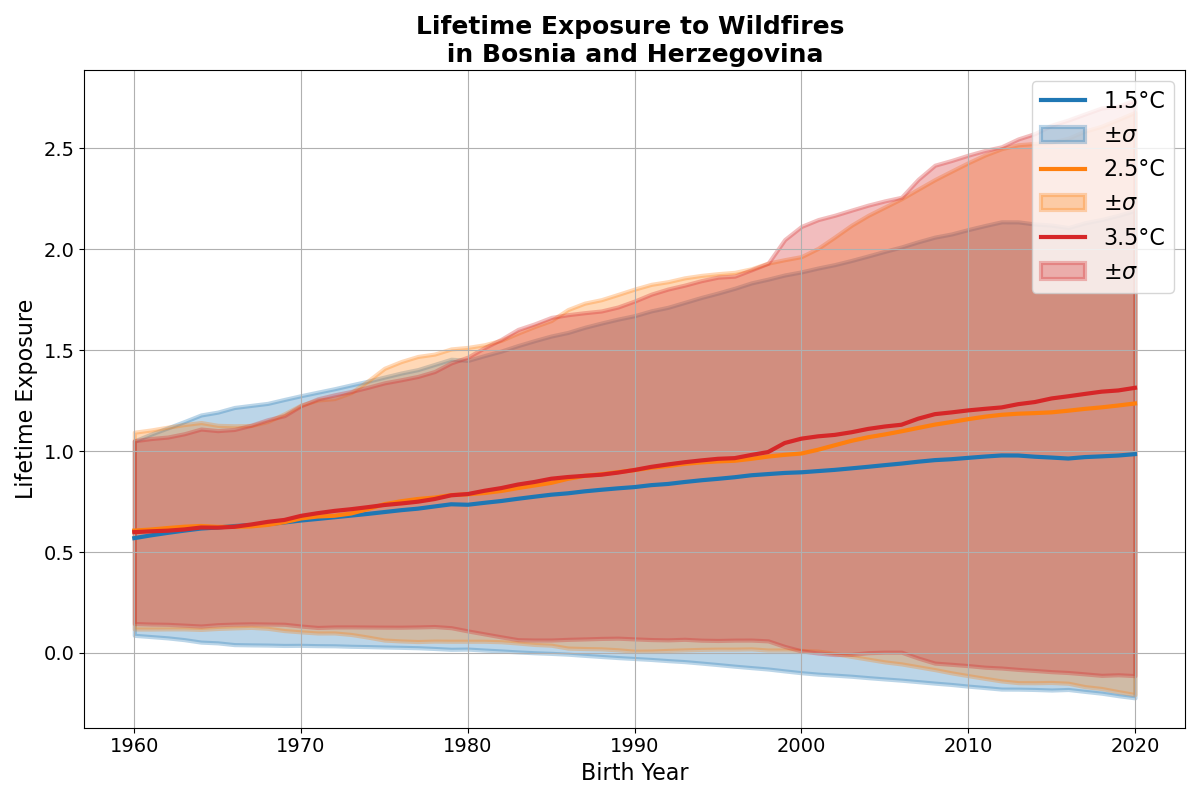 Lifetime Exposure to Wildfires
in Bosnia and Herzegovina
Lifetime Exposure
2.5
2.0
1.5
1.0
0.5
0.0
1960
1970
1980
1990
2000
2010
2020
Birth Year
1.5°C
±σ
2.5°C
±σ
3.5°C
±σ